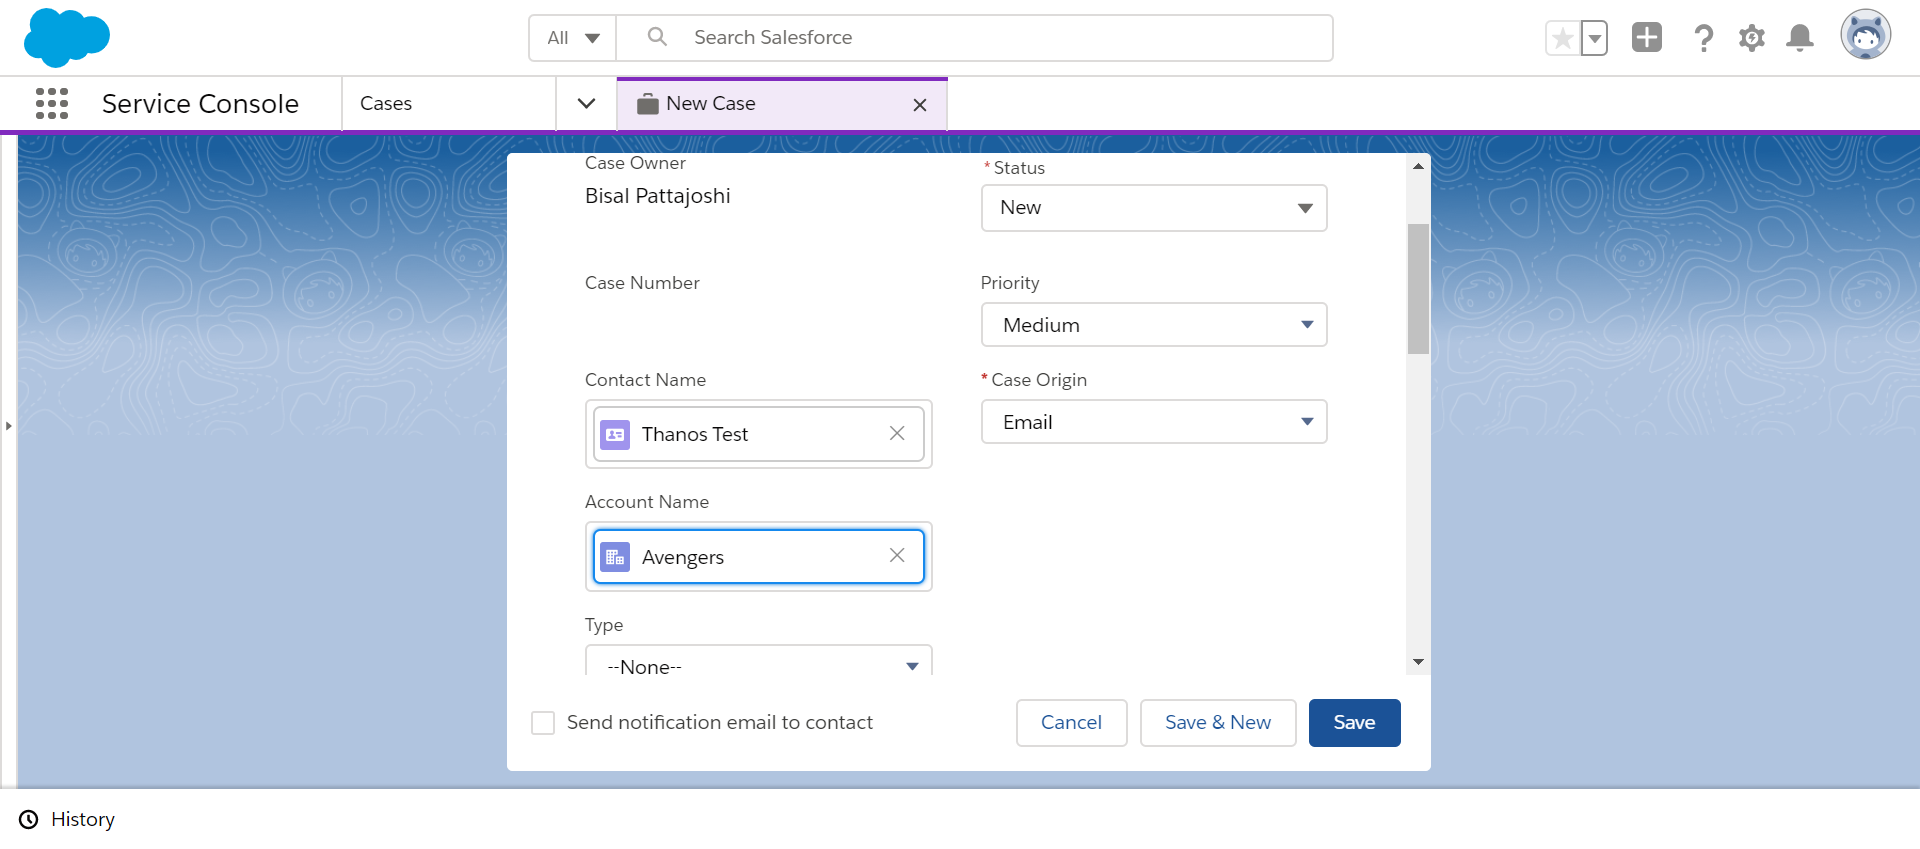 All
Search Salesforce
Service Console
Cases
New Case
Case Owner
Bisal Pattajoshi
* Status
New
Case Number
Priority
Medium
Contact Name
Thanos Test
* Case Origin
Email
Account Name
Avengers
Type
--None--
Send notification email to contact
Cancel
Save & New
Save
History